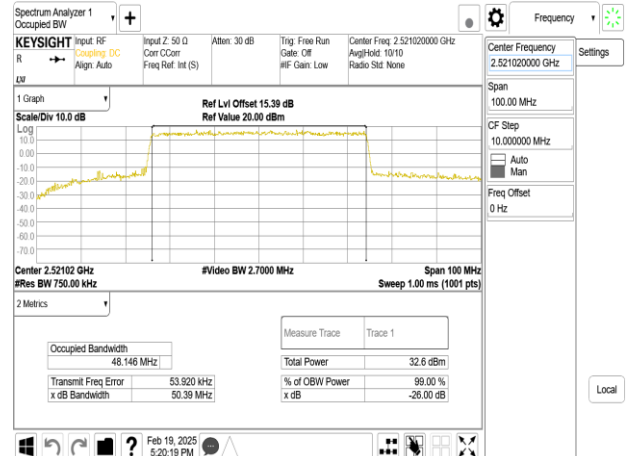 Spectrum Analyzer 1
Occupied BW
KEYSIGHT
R
LXI
Input: RF
Coupling: DC
Align: Auto
Input Z: 50 Ω
Corr CCorr
Freq Ref: Int (S)
Atten: 30 dB
Trig: Free Run
Gate: Off
#IF Gain: Low
Center Freq: 2.521020000 GHz
Avg|Hold: 10/10
Radio Std: None
1 Graph
Scale/Div 10.0 dB
Ref Lvl Offset 15.39 dB
Ref Value 20.00 dBm
Log
10.0
0.00
-10.0
-20.0
-30.0
-40.0
-50.0
-60.0
-70.0
Center 2.52102 GHz
#Res BW 750.00 kHz
#Video BW 2.7000 MHz
Span 100 MHz
Sweep 1.00 ms (1001 pts)
2 Metrics
Measure Trace Trace 1
Occupied Bandwidth
48.146 MHz
Total Power 32.6 dBm
Transmit Freq Error 53.920 kHz
% of OBW Power 99.00 %
x dB Bandwidth 50.39 MHz
x dB -26.00 dB
Feb 19, 2025
5:20:19 PM
Frequency
Settings
Center Frequency
2.521020000 GHz
Span
100.00 MHz
CF Step
10.000000 MHz
Auto
Man
Freq Offset
0 Hz
Local